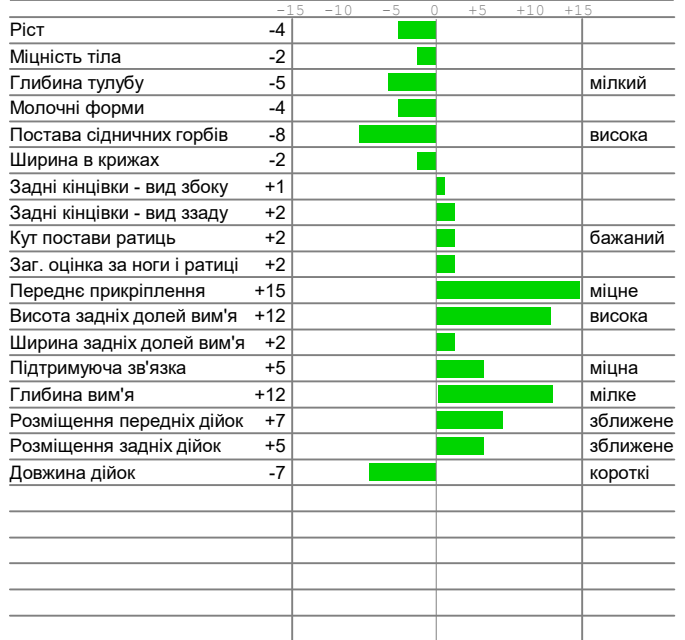 -15 -10 -5 0 +5 +10 +15
Ріст -4
Міцність тіла -2
Глибина тулубу -5 мілкий
Молочні форми -4
Постава сідничних горбів -8 висока
Ширина в крижах -2
Задні кінцівки - вид збоку +1
Задні кінцівки - вид ззаду +2
Кут постави ратиць +2 бажаний
Заг. оцінка за ноги і ратиці +2
Переднє прикріплення +15 міцне
Висота задніх долей вим'я +12 висока
Ширина задніх долей вим'я +2
Підтримуюча зв'язка +5 міцна
Глибина вим'я +12 мілке
Розміщення передніх дійок +7 зближене
Розміщення задніх дійок +5 зближене
Довжина дійок -7 короткі